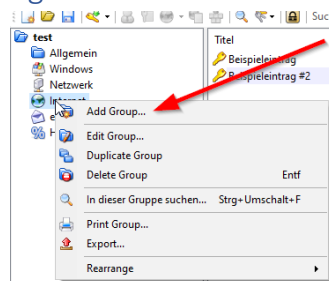 Suc
test
Allgemein
Windows
Netzwerk
Internet
e
H
Titel
Beispieleintrag
Beispieleintrag #2
Add Group...
Edit Group...
Duplicate Group
Delete Group Entf
In dieser Gruppe suchen... Strg+Umschalt+F
Print Group...
Export...
Rearrange